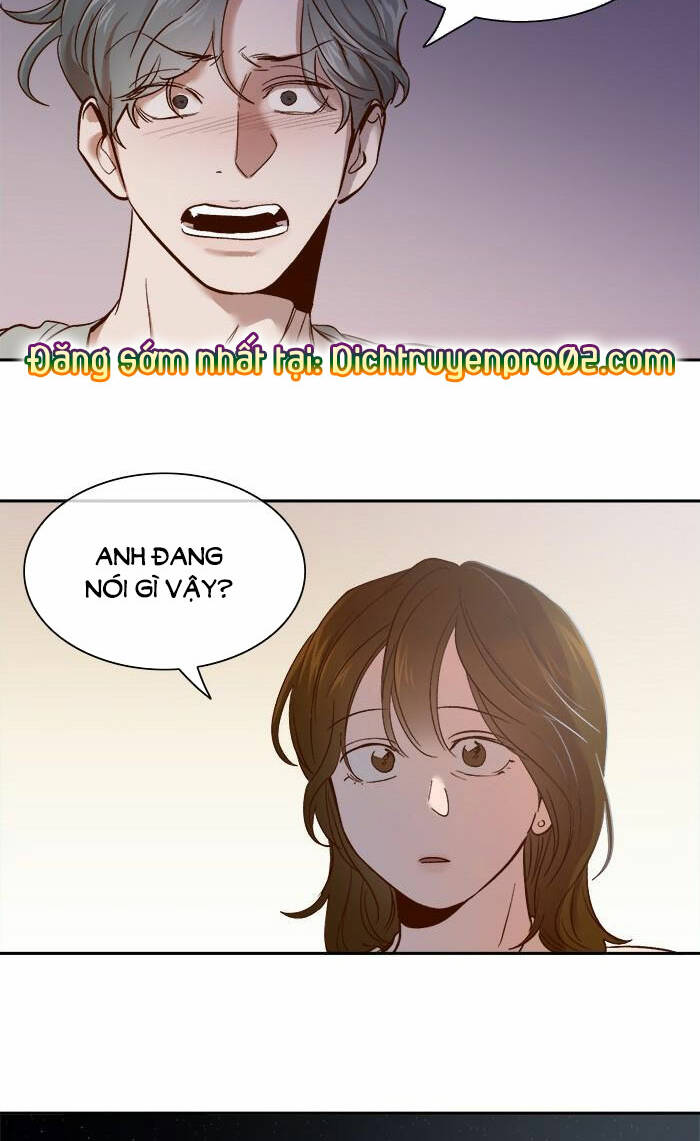 Đăng sớm nhất tại: Dichtruyenpro02.com
ANH ĐANG
NÓI GÌ VẬY?